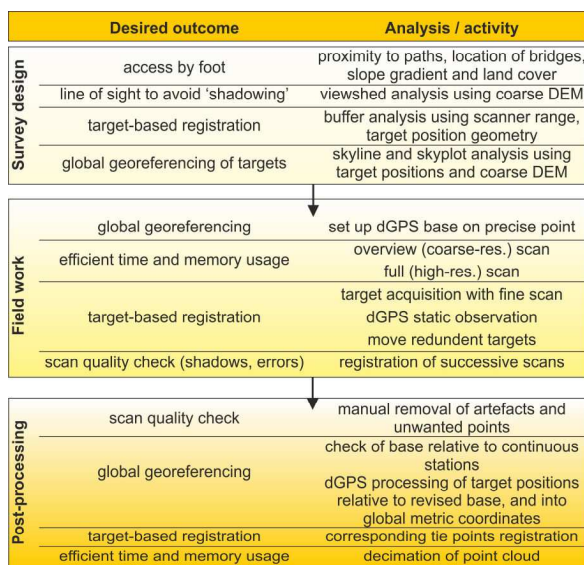 Desired outcome
Analysis / activity
Survey design
access by foot
proximity to paths, location of bridges,
slope gradient and land cover
line of sight to avoid ‘shadowing’
viewshed analysis using coarse DEM
target-based registration
buffer analysis using scanner range,
target position geometry
global georeferencing of targets
skyline and skyplot analysis using
target positions and coarse DEM
Field work
global georeferencing
set up dGPS base on precise point
efficient time and memory usage
overview (coarse-res.) scan
full (high-res.) scan
target-based registration
target acquisition with fine scan
dGPS static observation
move redundant targets
scan quality check (shadows, errors)
registration of successive scans
Post-processing
scan quality check
manual removal of artefacts and
unwanted points
global georeferencing
check of base relative to continuous
stations
dGPS processing of target positions
relative to revised base, and into
global metric coordinates
target-based registration
corresponding tie points registration
efficient time and memory usage
decimation of point cloud